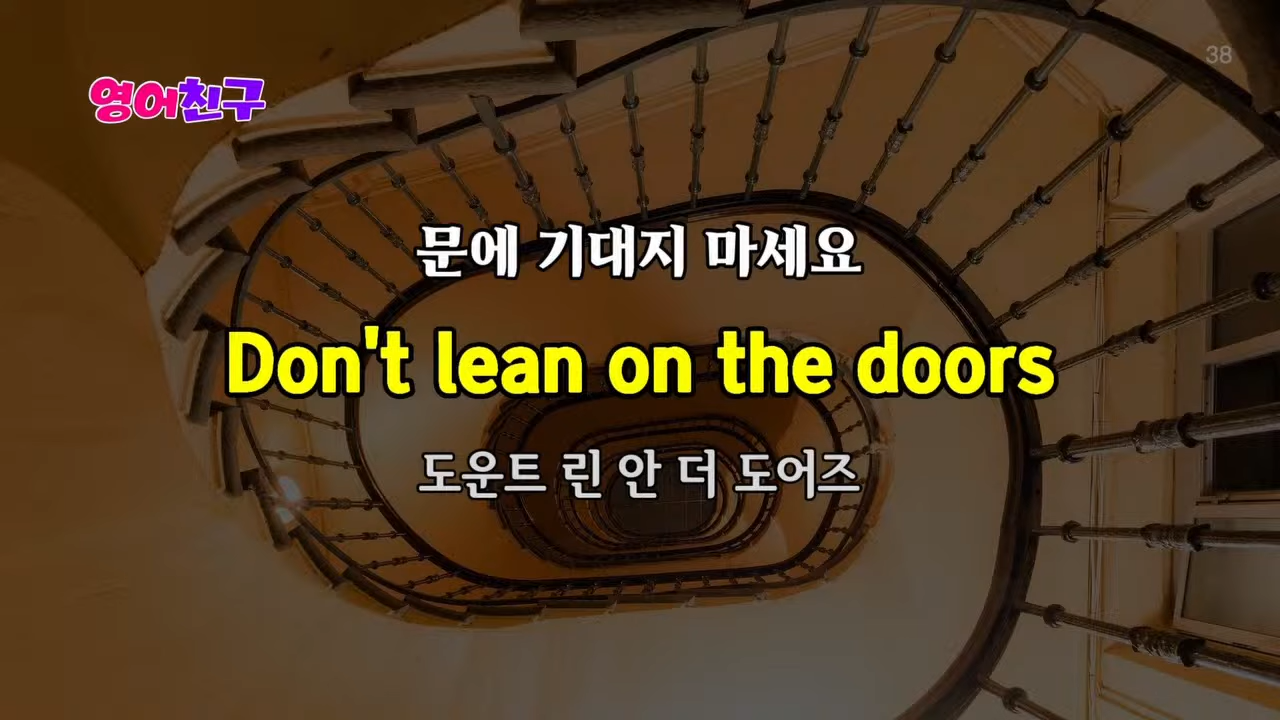 38
영어친구
문에 기대지 마세요
Don't lean on the doors
도운트 린 안 더 도어즈